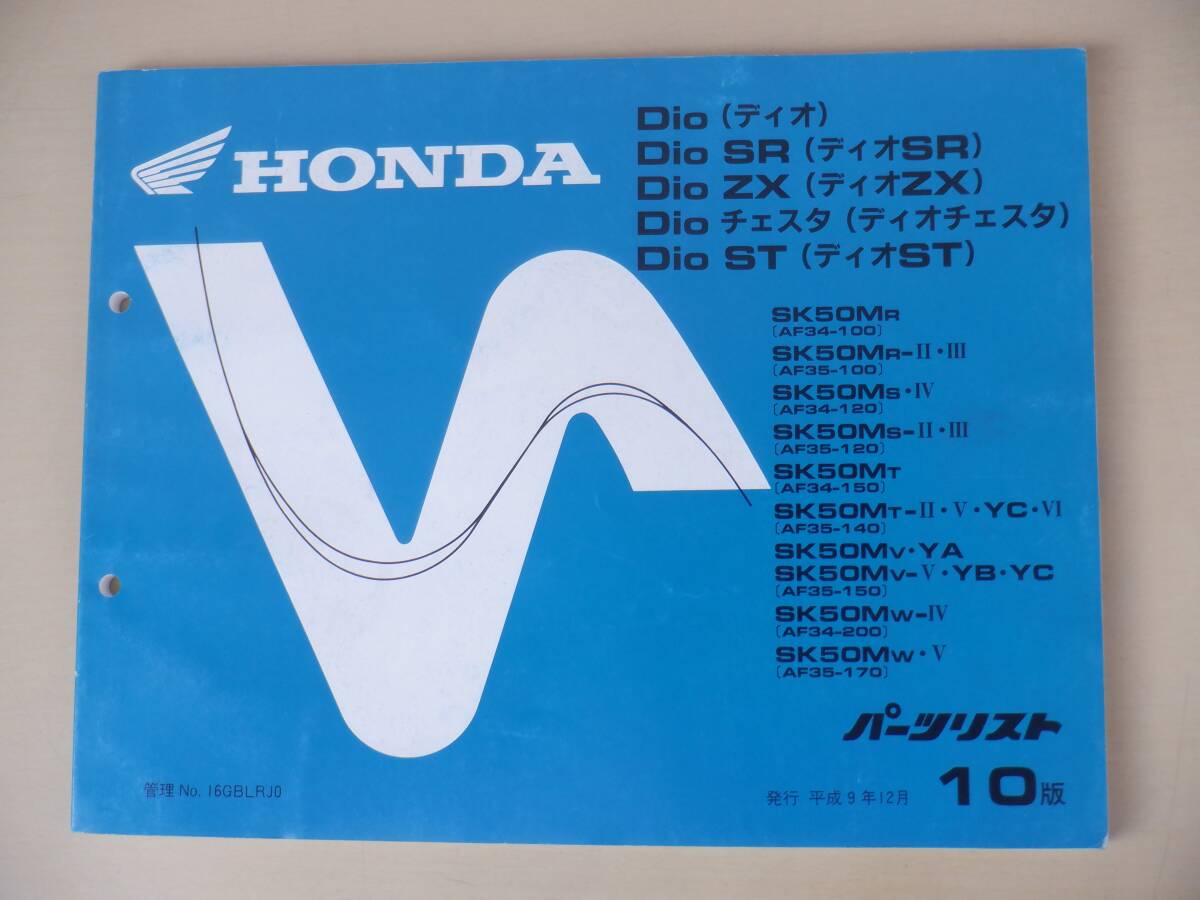 HONDA
Dio (ディオ)
Dio SR (ディオSR)
Dio ZX (ディオZX)
Dio チェスタ (ディオチェスタ)
Dio ST (ディオST)
SK50MR
〔AF34-100〕
SK50MR-Ⅱ・Ⅲ
〔AF35-100〕
SK50MS・Ⅳ
〔AF34-120〕
SK50MS-Ⅱ・Ⅲ
〔AF35-120〕
SK50MT
〔AF34-150〕
SK50MT-Ⅱ・Ⅴ・YC・Ⅵ
〔AF35-140〕
SK50MV・YA
SK50MV-Ⅴ・YB・YC
〔AF35-150〕
SK50MW-Ⅳ
〔AF34-200〕
SK50MW・Ⅴ
〔AF35-170〕
パーツリスト
管理 No. 16GBLRJ0
発行 平成9年12月 10版